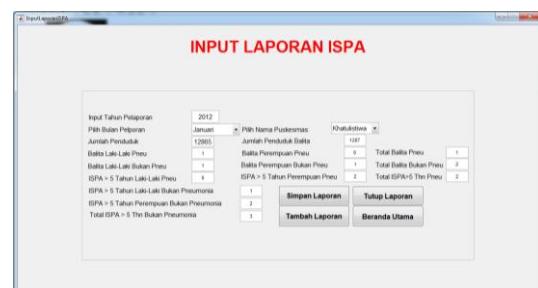 InputLaporanISPA
INPUT LAPORAN ISPA
Input Tahun Pelaporan 2012
Pilih Bulan Pelporan Januari Pilih Nama Puskesmas Khatulistiwa
Jumlah Penduduk 12865 Jumlah Penduduk Balita 1287
Balita Laki-Laki Pneu 1 Balita Perempuan Pneu 0 Total Balita Pneu 1
Balita Laki-Laki Bukan Pneu 1 Balita Perempuan Bukan Pneu 1 Total Balita Bukan Pneu 2
ISPA > 5 Tahun Laki-Laki Pneu 0 ISPA > 5 Tahun Perempuan Pneu 2 Total ISPA>5 Thn Pneu 2
ISPA > 5 Tahun Laki-Laki Bukan Pneumonia 1
ISPA > 5 Tahun Perempuan Bukan Pneumonia 2
Total ISPA > 5 Thn Bukan Pneumonia 3
Simpan Laporan Tutup Laporan
Tambah Laporan Beranda Utama